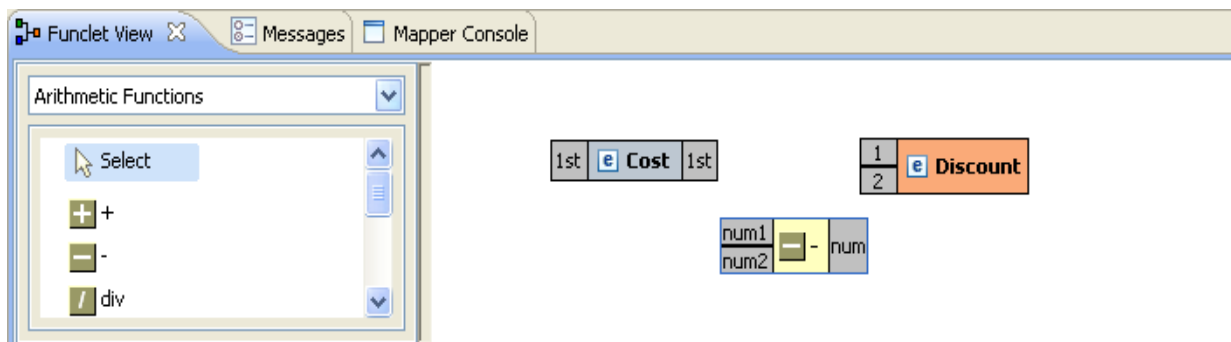 Funclet View Messages Mapper Console
Arithmetic Functions
Select
+ +
- -
/ div
1st e Cost 1st
1 e Discount
2
num1 - - num
num2